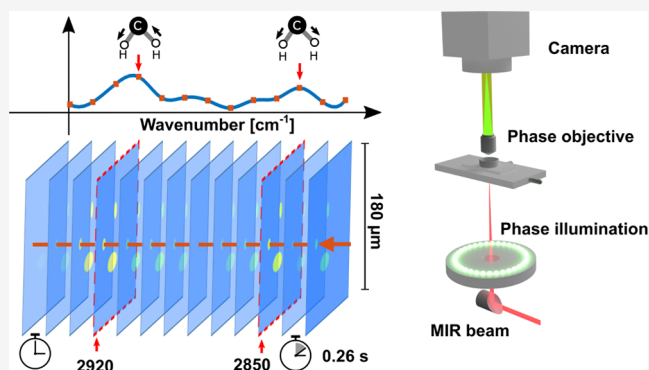 C
H H
C
H H
Wavenumber [cm⁻¹]
180 µm
2920
2850
0.26 s
Camera
Phase objective
Phase illumination
MIR beam